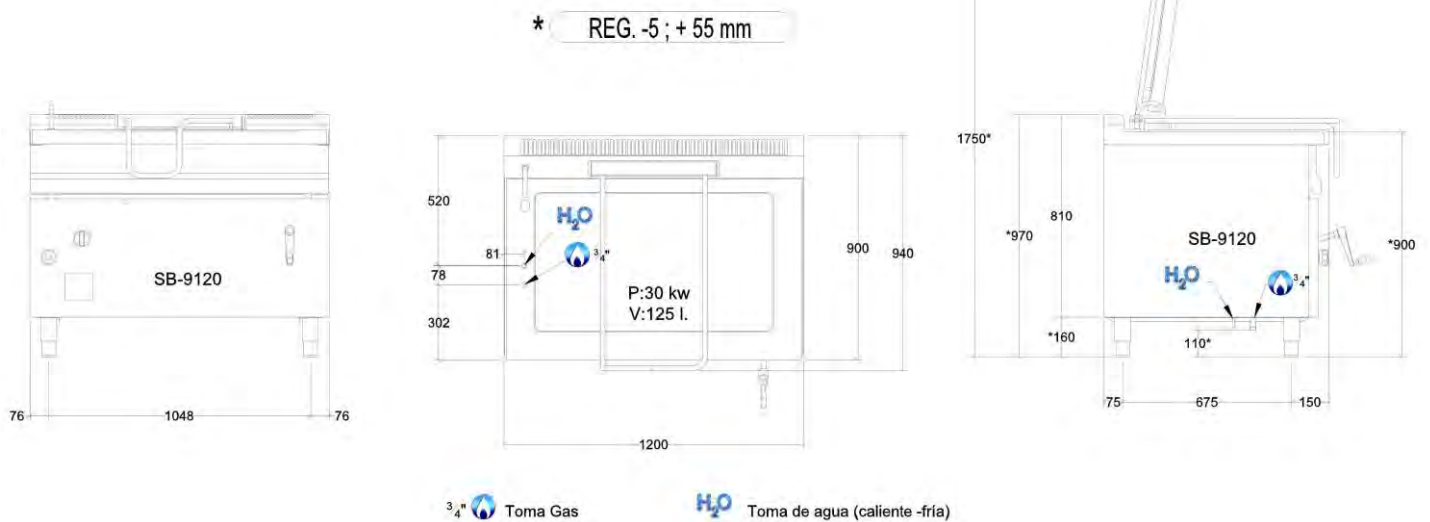 * REG. -5 ; + 55 mm
SB-9120
76
1048
76
520
81
78
302
H₂O
3/4"
P:30 kw
V:125 l.
900
940
1200
1750*
*970
810
*160
SB-9120
H₂O
3/4"
110*
*900
75
675
150
3/4" Toma Gas
H₂O Toma de agua (caliente -fría)